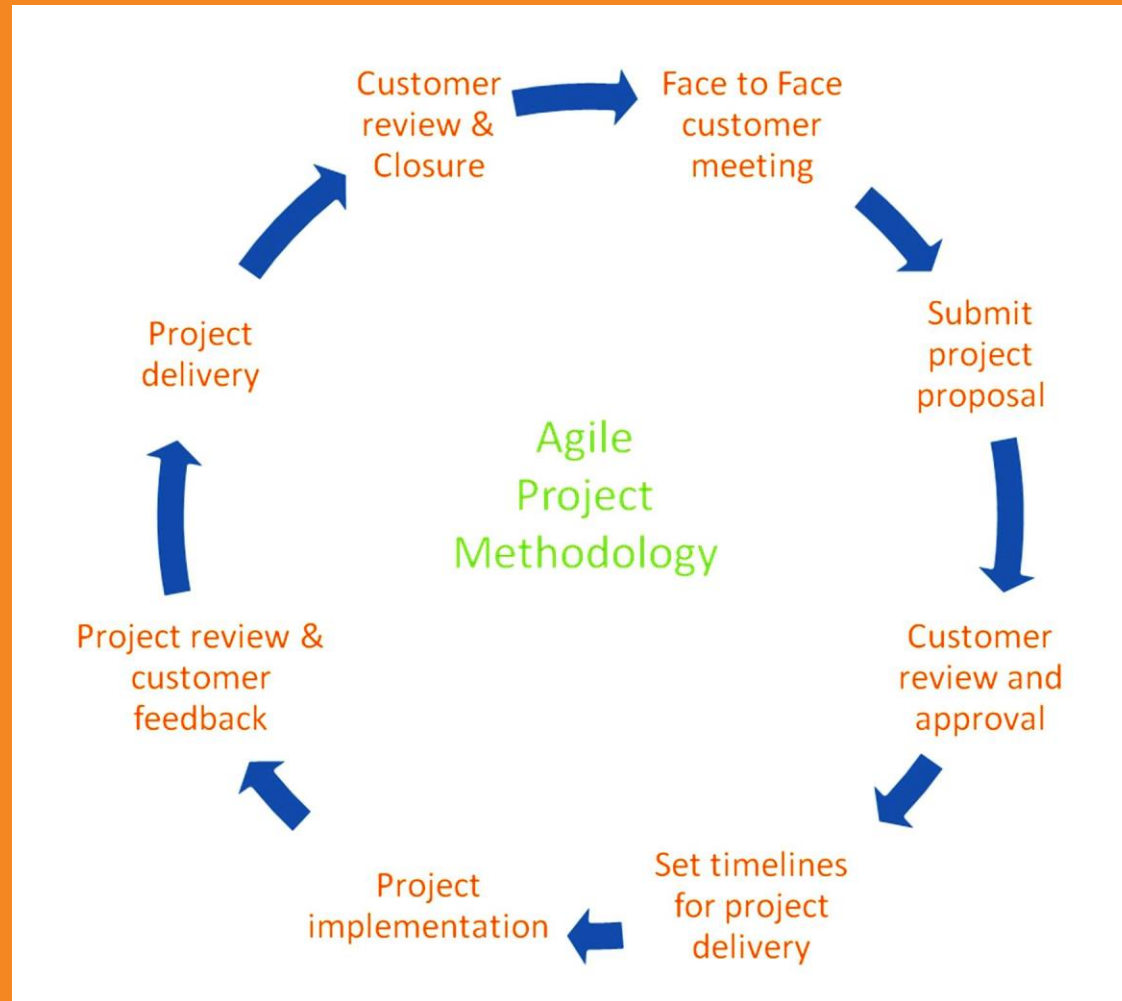 Customer
review &
Closure
Face to Face
customer
meeting
Submit
project
proposal
Customer
review and
approval
Set timelines
for project
delivery
Project
implementation
Project review &
customer
feedback
Project
delivery
Agile
Project
Methodology